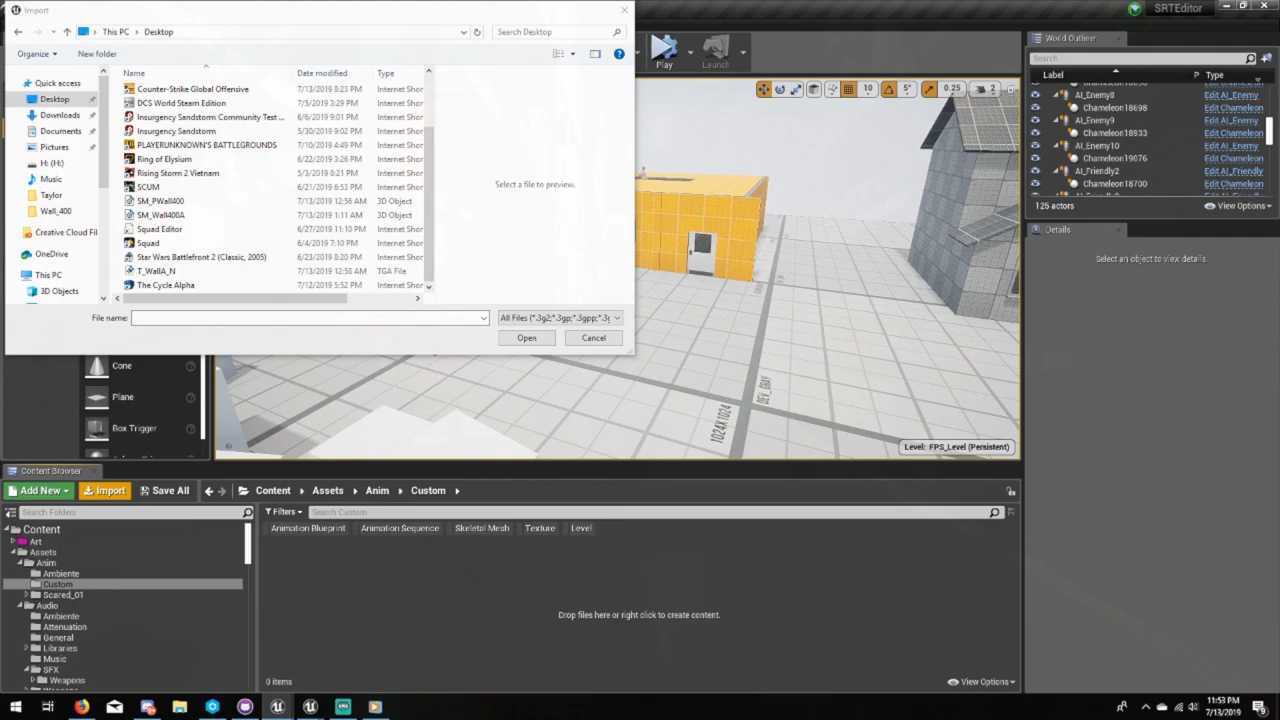 Import
SRTEditor
This PC > Desktop
Search Desktop
Organize
New folder
Name
Date modified
Type
Quick access
Desktop
Downloads
Documents
Pictures
H: (H:)
Music
Taylor
Wall_400
Creative Cloud Fil
OneDrive
This PC
3D Objects
Counter-Strike Global Offensive 7/13/2019 8:23 PM Internet Shor
DCS World Steam Edition 7/5/2019 3:29 PM Internet Shor
Insurgency Sandstorm Community Test ... 6/6/2019 9:01 PM Internet Shor
Insurgency Sandstorm 5/30/2019 9:02 PM Internet Shor
PLAYERUNKNOWN'S BATTLEGROUNDS 7/10/2019 4:49 PM Internet Shor
Ring of Elysium 6/22/2019 3:26 PM Internet Shor
Rising Storm 2 Vietnam 5/3/2019 8:21 PM Internet Shor
SCUM 6/21/2019 6:53 PM Internet Shor
SM_PWall400 7/13/2019 12:56 AM 3D Object
SM_Wall400A 7/13/2019 1:11 AM 3D Object
Squad Editor 6/27/2019 11:10 PM Internet Shor
Squad 6/4/2019 7:10 PM Internet Shor
Star Wars Battlefront 2 (Classic, 2005) 6/23/2019 8:20 PM Internet Shor
T_WallA_N 7/13/2019 12:58 AM TGA File
The Cycle Alpha 7/12/2019 5:52 PM Internet Shor
Select a file to preview.
File name:
All Files (*.3g2;*.3gp;*.3gpp;*.3g
Open
Cancel
Play
Launch
10
5°
0.25
2
World Outliner
Search
Label
P
Type
AI_Enemy8 Edit AI_Enemy
Chameleon18698 Edit Chameleon
AI_Enemy9 Edit AI_Enemy
Chameleon18933 Edit Chameleon
AI_Enemy10 Edit AI_Enemy
Chameleon19076 Edit Chameleon
AI_Friendly2 Edit AI_Friendly
Chameleon18700 Edit Chameleon
125 actors
View Options
Details
Select an object to view details.
Cone
Plane
Box Trigger
1024X1024
DEV_GRAY
Level: FPS_Level (Persistent)
Content Browser
Add New
Import
Save All
Content
Assets
Anim
Custom
Search Folders
Filters
Search Custom
Animation Blueprint
Animation Sequence
Skeletal Mesh
Texture
Level
Content
Art
Assets
Anim
Ambiente
Custom
Scared_01
Audio
Ambiente
Attenuation
General
Libraries
Music
SFX
Weapons
Drop files here or right click to create content.
0 items
View Options
11:53 PM
7/13/2019